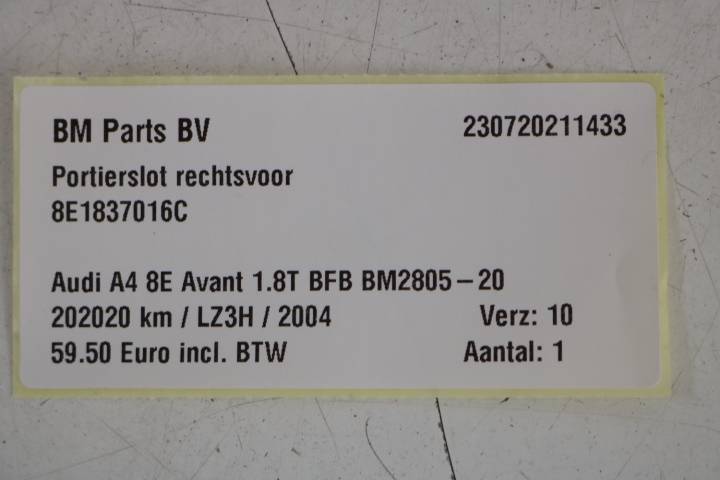 BM Parts BV 230720211433
Portierslot rechtsvoor
8E1837016C
Audi A4 8E Avant 1.8T BFB BM2805-20
202020 km / LZ3H / 2004 Verz: 10
59.50 Euro incl. BTW Aantal: 1